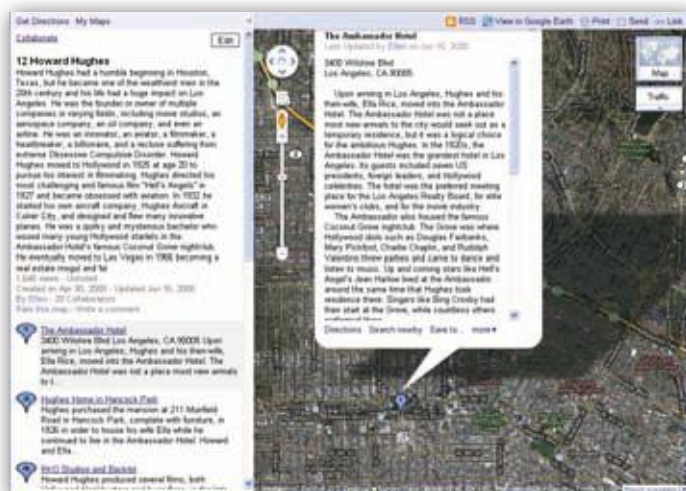 Get Directions My Maps
RSS View in Google Earth Print Send Link
Collaborate
Edit
12 Howard Hughes
Howard Hughes had a humble beginning in Houston,
Texas, but he became one of the wealthiest men in the
20th century and his life had a huge impact on Los
Angeles. He was the founder or owner of multiple
companies in varying fields, including movie studios, an
aerospace company, an oil company, and even an
airline. He was an innovator, an aviator, a filmmaker, a
heartbreaker, a billionaire, and a recluse suffering from
extreme Obsessive Compulsive Disorder. Howard
Hughes moved to Hollywood in 1925 at age 20 to
pursue his interest in filmmaking. Hughes directed his
most challenging and famous film "Hell's Angels" in
1927 and became obsessed with aviation. In 1932 he
started his own aircraft company, Hughes Aircraft in
Culver City, and designed and flew many innovative
planes. He was a quirky and mysterious bachelor who
wooed many young Hollywood starlets in the
Ambassador Hotel's famous Coconut Grove nightclub.
He eventually moved to Las Vegas in 1966 becoming a
real estate mogul and
views - Unlisted
Created on Apr 30, - Updated
By Ellen - 20 Collaborators
Rate this map - Write a comment
The Ambassador Hotel
3400 Wilshire Blvd Los Angeles, CA 90005 Upon
arriving in Los Angeles, Hughes and his then-wife,
Ella Rice, moved into the Ambassador Hotel. The
Ambassador Hotel was not a place most new arrivals
to t...
Hughes Home in Hancock Park
Hughes purchased the mansion at 211 Muirfield
Road in Hancock Park, complete with furniture, in
1926 in order to house his wife Ella while he
continued to live in the Ambassador Hotel. Howard
and Ella...
RKO Studios and Backlot
Howard Hughes produced several films, both
The Ambassador Hotel
Last Updated by Ellen on Jun 10,
3400 Wilshire Blvd
Los Angeles, CA 90005
Upon arriving in Los Angeles, Hughes and his
then-wife, Ella Rice, moved into the Ambassador
Hotel. The Ambassador Hotel was not a place
most new arrivals to the city would seek out as a
temporary residence, but it was a logical choice
for the ambitious Hughes. In the 1920s, the
Ambassador Hotel was the grandest hotel in Los
Angeles. Its guests included seven US
presidents, foreign leaders, and Hollywood
celebrities. The hotel was the preferred meeting
place for the Los Angeles Realty Board, for elite
women's clubs, and for the movie industry.
The Ambassador also housed the famous
Coconut Grove nightclub. The Grove was where
Hollywood idols such as Douglas Fairbanks,
Mary Pickford, Charlie Chaplin, and Rudolph
Valentino threw parties and came to dance and
listen to music. Up and coming stars like Hell's
Angel's Jean Harlow lived at the Ambassador
around the same time that Hughes took
residence there. Singers like Bing Crosby had
their start at the Grove, while countless others
Directions Search nearby Save to... more
Map
Traffic